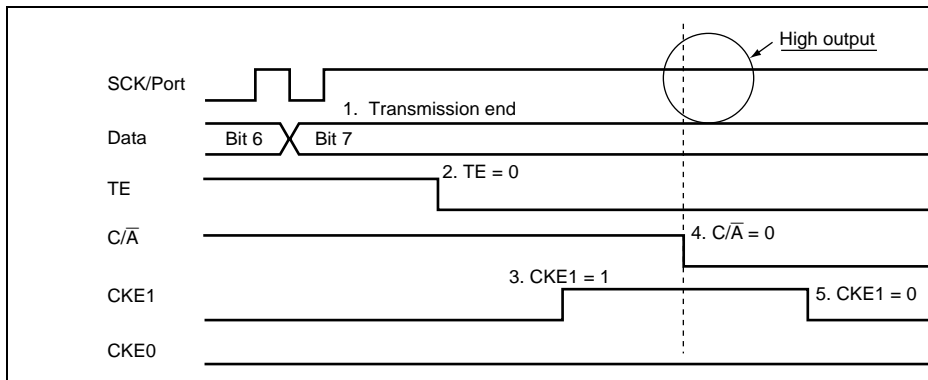 High output
SCK/Port
1. Transmission end
Data
Bit 6
Bit 7
2. TE = 0
TE
C/A̅
4. C/A̅ = 0
3. CKE1 = 1
CKE1
5. CKE1 = 0
CKE0